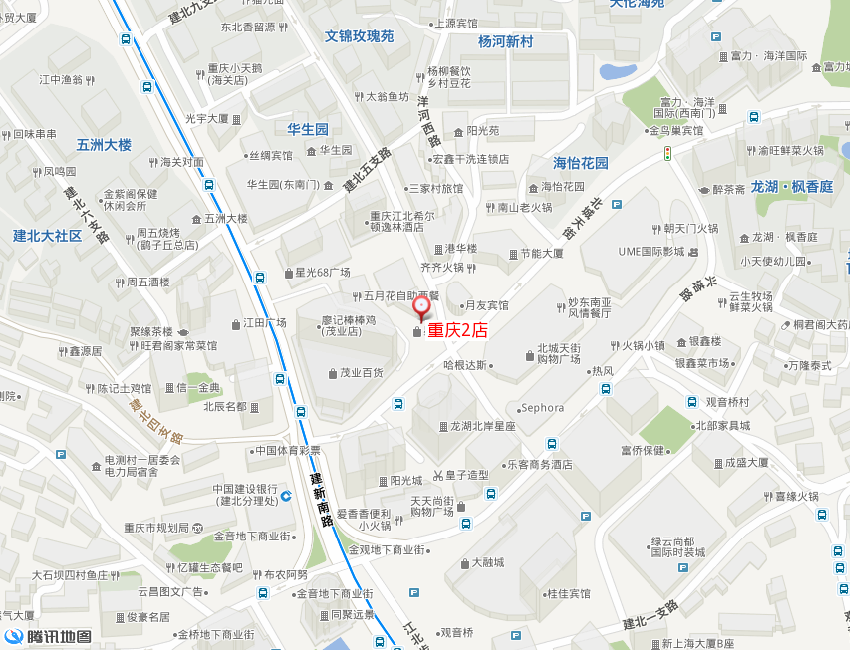 外贸大厦
建北九支路
作猫光面
东北香留源
上源宾馆
天伦海苑
文锦玫瑰苑
杨河新村
重庆小天鹅
(海关店)
江中渔翁
杨柳餐饮
乡村豆花
富力·海洋国际
富力城
太翁鱼坊
洋河西路
富力、海洋
国际(西南门)
光宇大厦
华生园
阳光苑
金鸟巢宾馆
回味串串
五洲大楼
华生园
海关对面
丝绸宾馆
宏鑫干洗连锁店
海怡花园
渝旺鲜菜火锅
凤鸣园
建北五支路
华生园(东南门)
三家村旅馆
海怡花园
醉茶斋
龙湖·枫香庭
金紫阁保健
休闲会所
建北六支路
五洲大楼
重庆江北希尔
顿逸林酒店
南山老火锅
北城天街
朝天门火锅
建北大社区
周五烧烤
(鹞子丘总店)
港华楼
节能大厦
UME国际影城
龙湖·枫香庭
小天使幼儿园
齐齐火锅
星光68广场
周五酒楼
五月花自助西餐
月友宾馆
妙东南亚
风情餐厅
兴竹路
云生牧场
鲜菜火锅
江田广场
廖记棒棒鸡
(茂业店)
重庆2店
桐君阁大药房
聚缘茶楼
旺君阁家常菜馆
鑫源居
北城天街
购物广场
火锅小镇
银鑫楼
银鑫菜市场
万隆泰式
哈根达斯
热风
茂业百货
陈记土鸡馆
信一金典
测院
北辰名都
建北四支路
Sephora
观音桥村
龙湖北岸星座
北部家具城
中国体育彩票
富侨保健
成盛大厦
电测村一居委会
电力局宿舍
乐客商务酒店
皇子造型
阳光城
中国建设银行
(建北分理处)
建新南路
天天尚街
购物广场
喜缘火锅
爱香香便利
小火锅
重庆市规划局
金音地下商业街
金观地下商业街
绿云尚都
国际时装城
大融城
忆罐生态餐吧
布衣阿努
大石坝四村鱼庄
云昌图文广告
金音地下商业街
桂佳宾馆
燃气大厦
俊豪名居
同聚远景
建北一支路
金桥地下商业街
江北步
观音桥
新上海大厦B座
腾讯地图